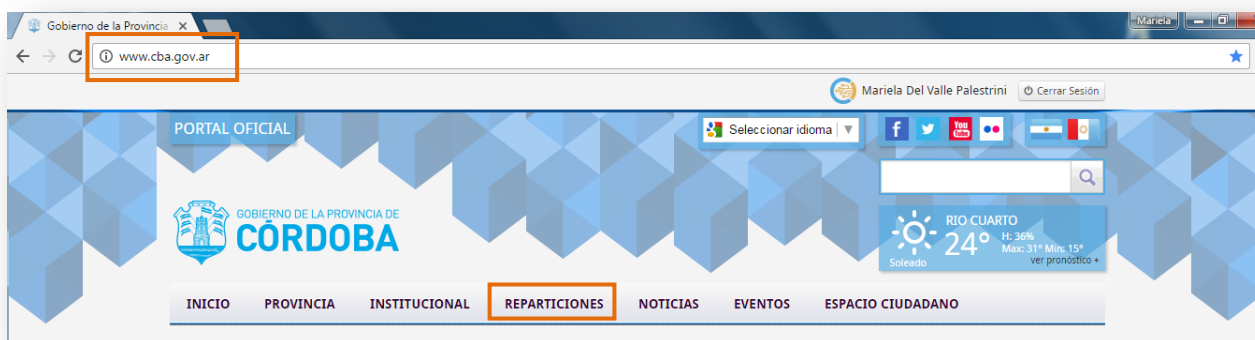 Gobierno de la Provincia
Mariela
www.cba.gov.ar
Mariela Del Valle Palestrini
Cerrar Sesión
PORTAL OFICIAL
Seleccionar idioma
You
Tube
GOBIERNO DE LA PROVINCIA DE
CÓRDOBA
RIO CUARTO
24°
H: 36%
Max: 31° Min: 15°
Soleado
ver pronóstico +
INICIO PROVINCIA INSTITUCIONAL REPARTICIONES NOTICIAS EVENTOS ESPACIO CIUDADANO